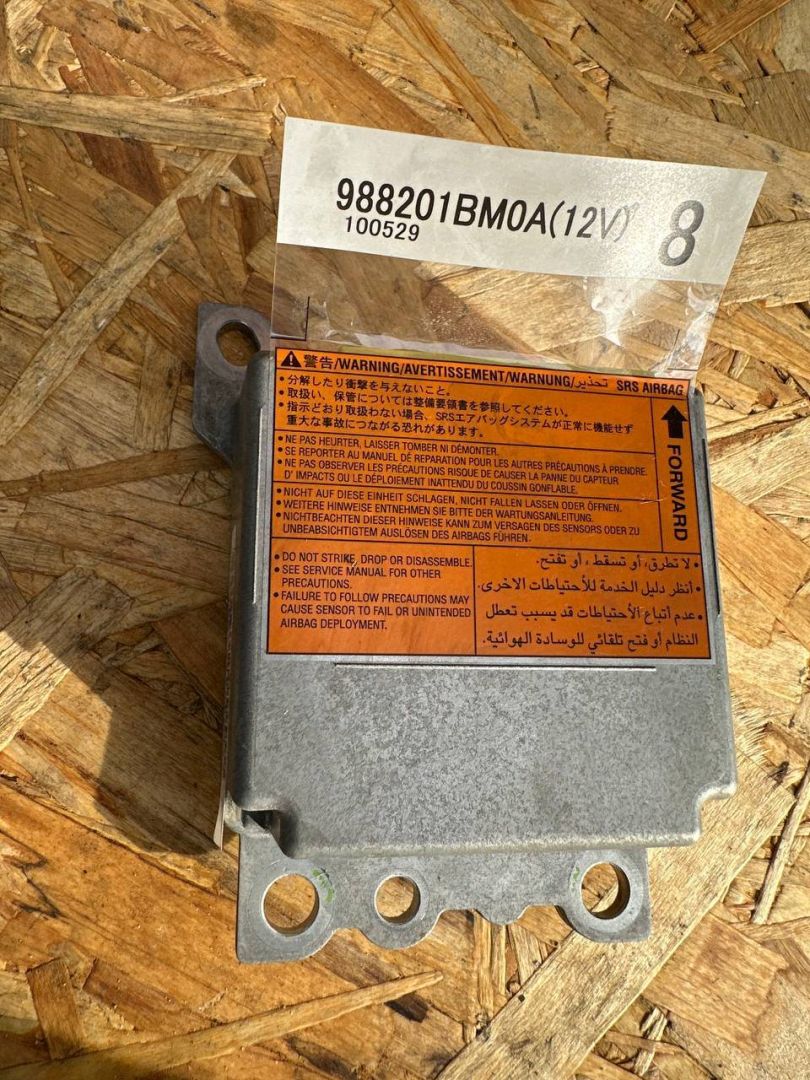 988201BM0A(12V) 8
100529
警告/WARNING/AVERTISSEMENT/WARNUNG/تحذير SRS AIRBAG
•分解したり衝撃を与えないこと。
•取扱い、保管については整備要領書を参照してください。
•指示どおり取扱わない場合、SRSエアバッグシステムが正常に機能せず
重大な事故につながる恐れがあります。
•NE PAS HEURTER, LAISSER TOMBER NI DÉMONTER.
•SE REPORTER AU MANUEL DE RÉPARATION POUR LES AUTRES PRÉCAUTIONS À PRENDRE.
•NE PAS OBSERVER LES PRÉCAUTIONS RISQUE DE CAUSER LA PANNE DU CAPTEUR
D' IMPACTS OU LE DÉPLOIEMENT INATTENDU DU COUSSIN GONFLABLE.
•NICHT AUF DIESE EINHEIT SCHLAGEN, NICHT FALLEN LASSEN ODER ÖFFNEN.
•WEITERE HINWEISE ENTNEHMEN SIE BITTE DER WARTUNGSANLEITUNG.
•NICHTBEACHTEN DIESER HINWEISE KANN ZUM VERSAGEN DES SENSORS ODER ZU
UNBEABSICHTIGTEM AUSLÖSEN DES AIRBAGS FÜHREN.
FORWARD
•DO NOT STRIKE, DROP OR DISASSEMBLE.
•SEE SERVICE MANUAL FOR OTHER
PRECAUTIONS.
•FAILURE TO FOLLOW PRECAUTIONS MAY
CAUSE SENSOR TO FAIL OR UNINTENDED
AIRBAG DEPLOYMENT.
•لا تطرق، أو تسقط ، أو تفتح.
•أنظر دليل الخدمة للأحتياطات الاخرى.
•عدم أتباع الأحتياطات قد يسبب تعطل
النظام أو فتح تلقائي للوسادة الهوائية.